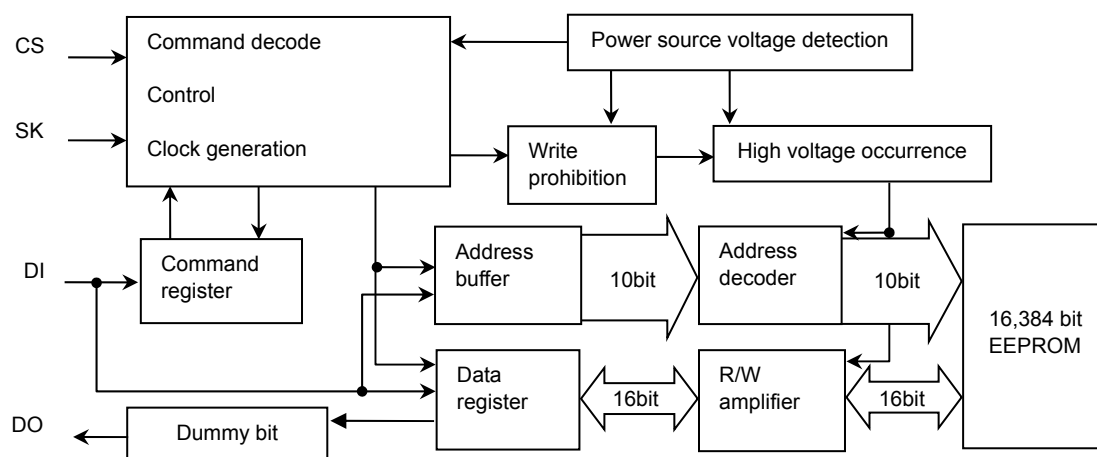 CS
Command decode
Control
Clock generation
Power source voltage detection
SK
Write
prohibition
High voltage occurrence
DI
Command
register
Address
buffer
10bit
Address
decoder
10bit
16,384 bit
EEPROM
Data
register
16bit
R/W
amplifier
16bit
DO
Dummy bit